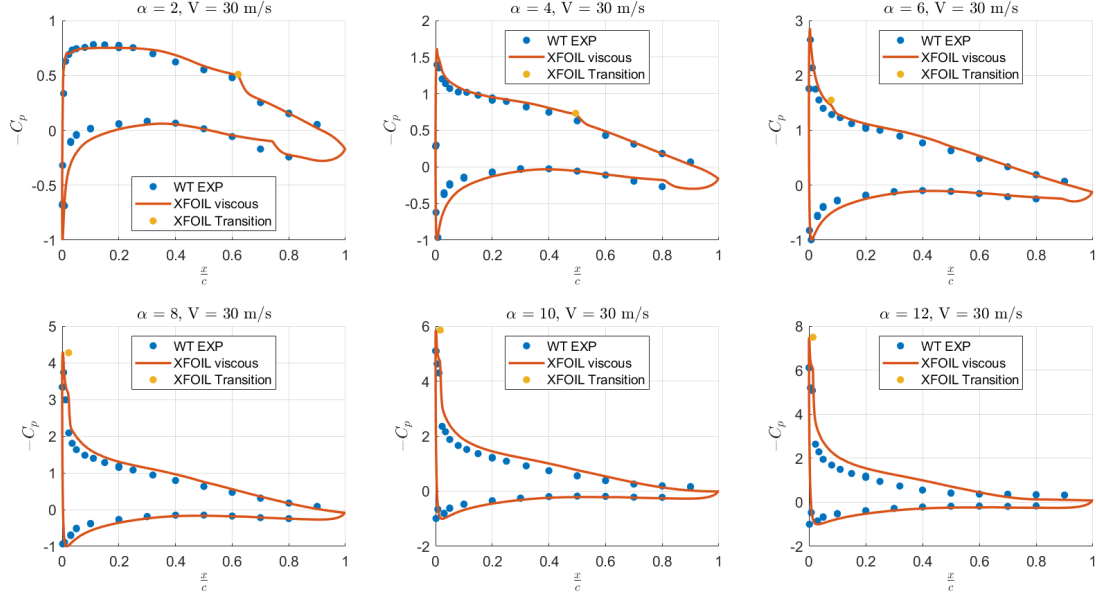 α = 2, V = 30 m/s
1
0.5
0
-0.5
-1
−Cp
0 0.2 0.4 0.6 0.8 1
x
c
WT EXP
XFOIL viscous
XFOIL Transition
α = 4, V = 30 m/s
2
1.5
1
0.5
0
-0.5
-1
−Cp
0 0.2 0.4 0.6 0.8 1
x
c
WT EXP
XFOIL viscous
XFOIL Transition
α = 6, V = 30 m/s
3
2
1
0
-1
−Cp
0 0.2 0.4 0.6 0.8 1
x
c
WT EXP
XFOIL viscous
XFOIL Transition
α = 8, V = 30 m/s
5
4
3
2
1
0
-1
−Cp
0 0.2 0.4 0.6 0.8 1
x
c
WT EXP
XFOIL viscous
XFOIL Transition
α = 10, V = 30 m/s
6
4
2
0
-2
−Cp
0 0.2 0.4 0.6 0.8 1
x
c
WT EXP
XFOIL viscous
XFOIL Transition
α = 12, V = 30 m/s
8
6
4
2
0
-2
−Cp
0 0.2 0.4 0.6 0.8 1
x
c
WT EXP
XFOIL viscous
XFOIL Transition